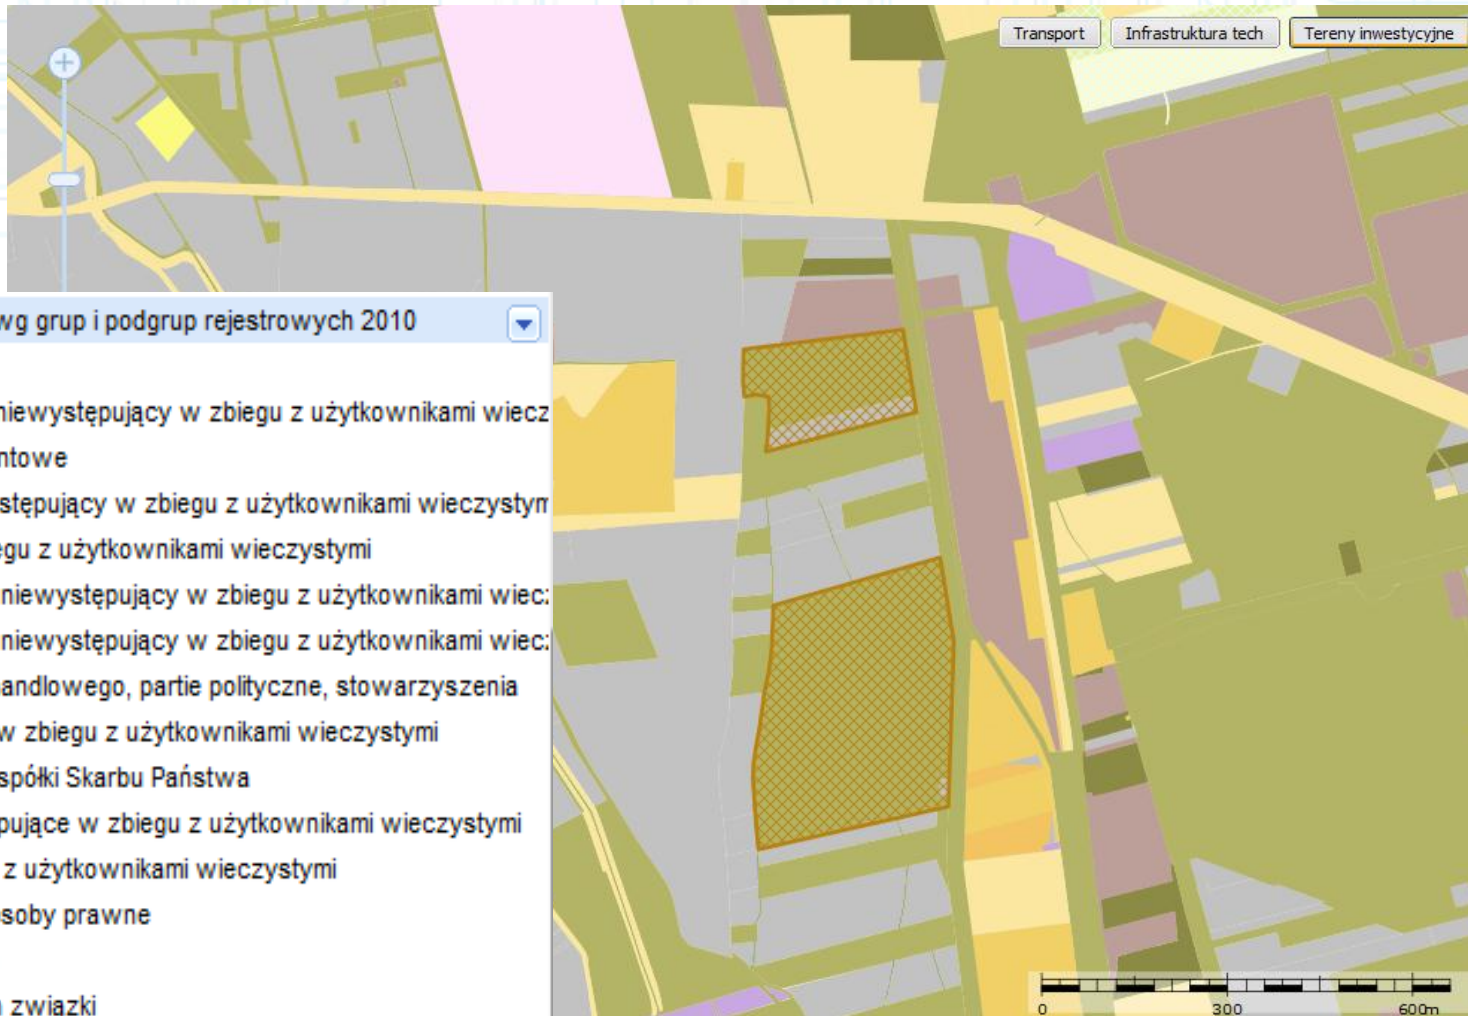 Transport Infrastruktura tech Tereny inwestycyjne
wg grup i podgrup rejestrowych 2010
niewystępujący w zbiegu z użytkownikami wiecz
ntowe
stępujący w zbiegu z użytkownikami wieczystym
egu z użytkownikami wieczystymi
niewystępujący w zbiegu z użytkownikami wiec
niewystępujący w zbiegu z użytkownikami wiec
andlowego, partie polityczne, stowarzyszenia
w zbiegu z użytkownikami wieczystymi
spółki Skarbu Państwa
pujące w zbiegu z użytkownikami wieczystymi
z użytkownikami wieczystymi
soby prawne
związki
0 300 600m